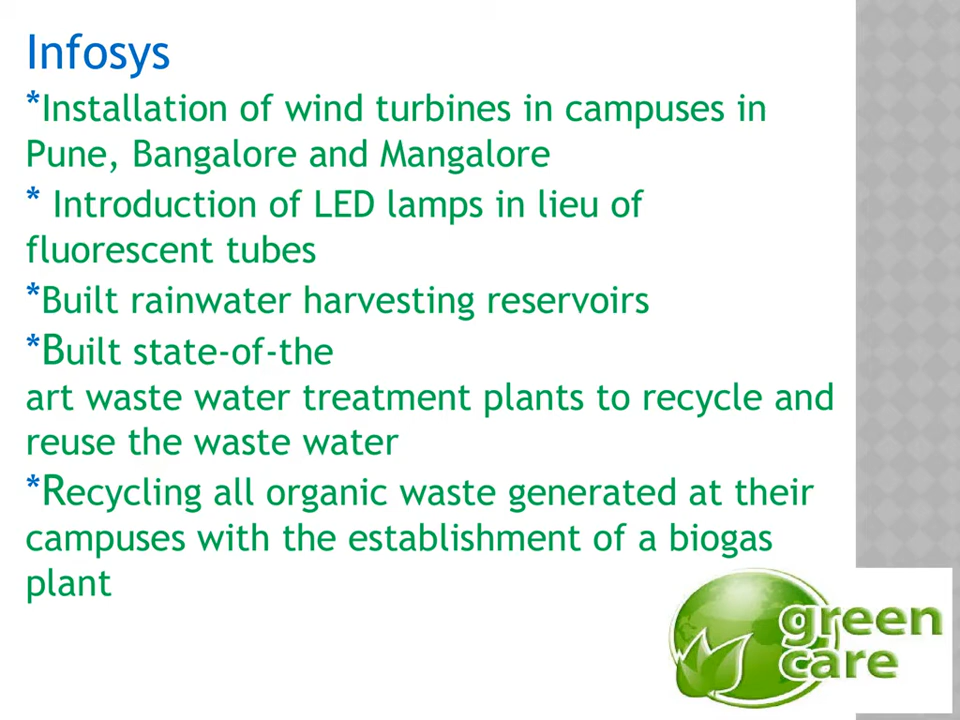 Infosys
*Installation of wind turbines in campuses in
Pune, Bangalore and Mangalore
* Introduction of LED lamps in lieu of
fluorescent tubes
*Built rainwater harvesting reservoirs
*Built state-of-the
art waste water treatment plants to recycle and
reuse the waste water
*Recycling all organic waste generated at their
campuses with the establishment of a biogas
plant
green
care